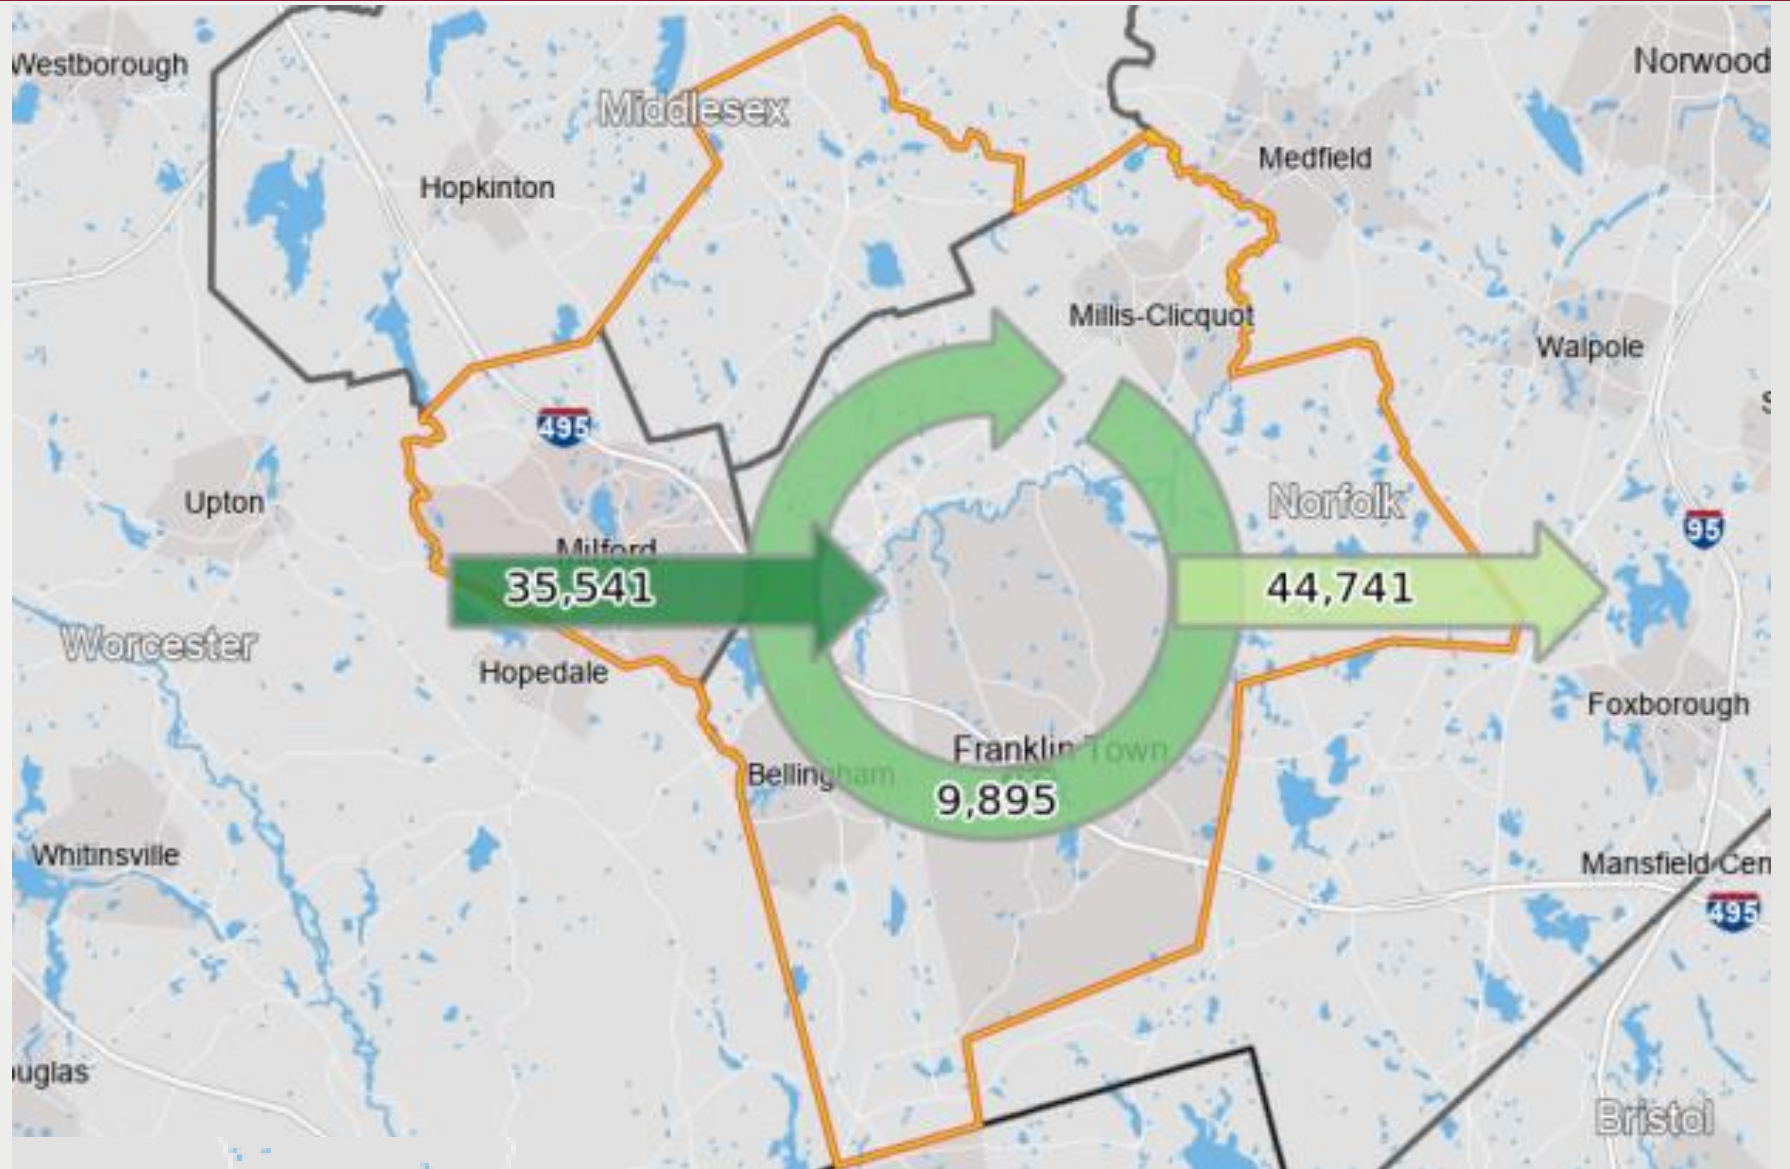 Westborough
Norwood
Middlesex
Medfield
Hopkinton
Millis-Clicquot
Walpole
495
Upton
Norfolk
95
Milford
35,541
44,741
Worcester
Hopedale
Foxborough
Franklin Town
Bellingham
9,895
Whitinsville
Mansfield Cen
495
uglas
Bristol